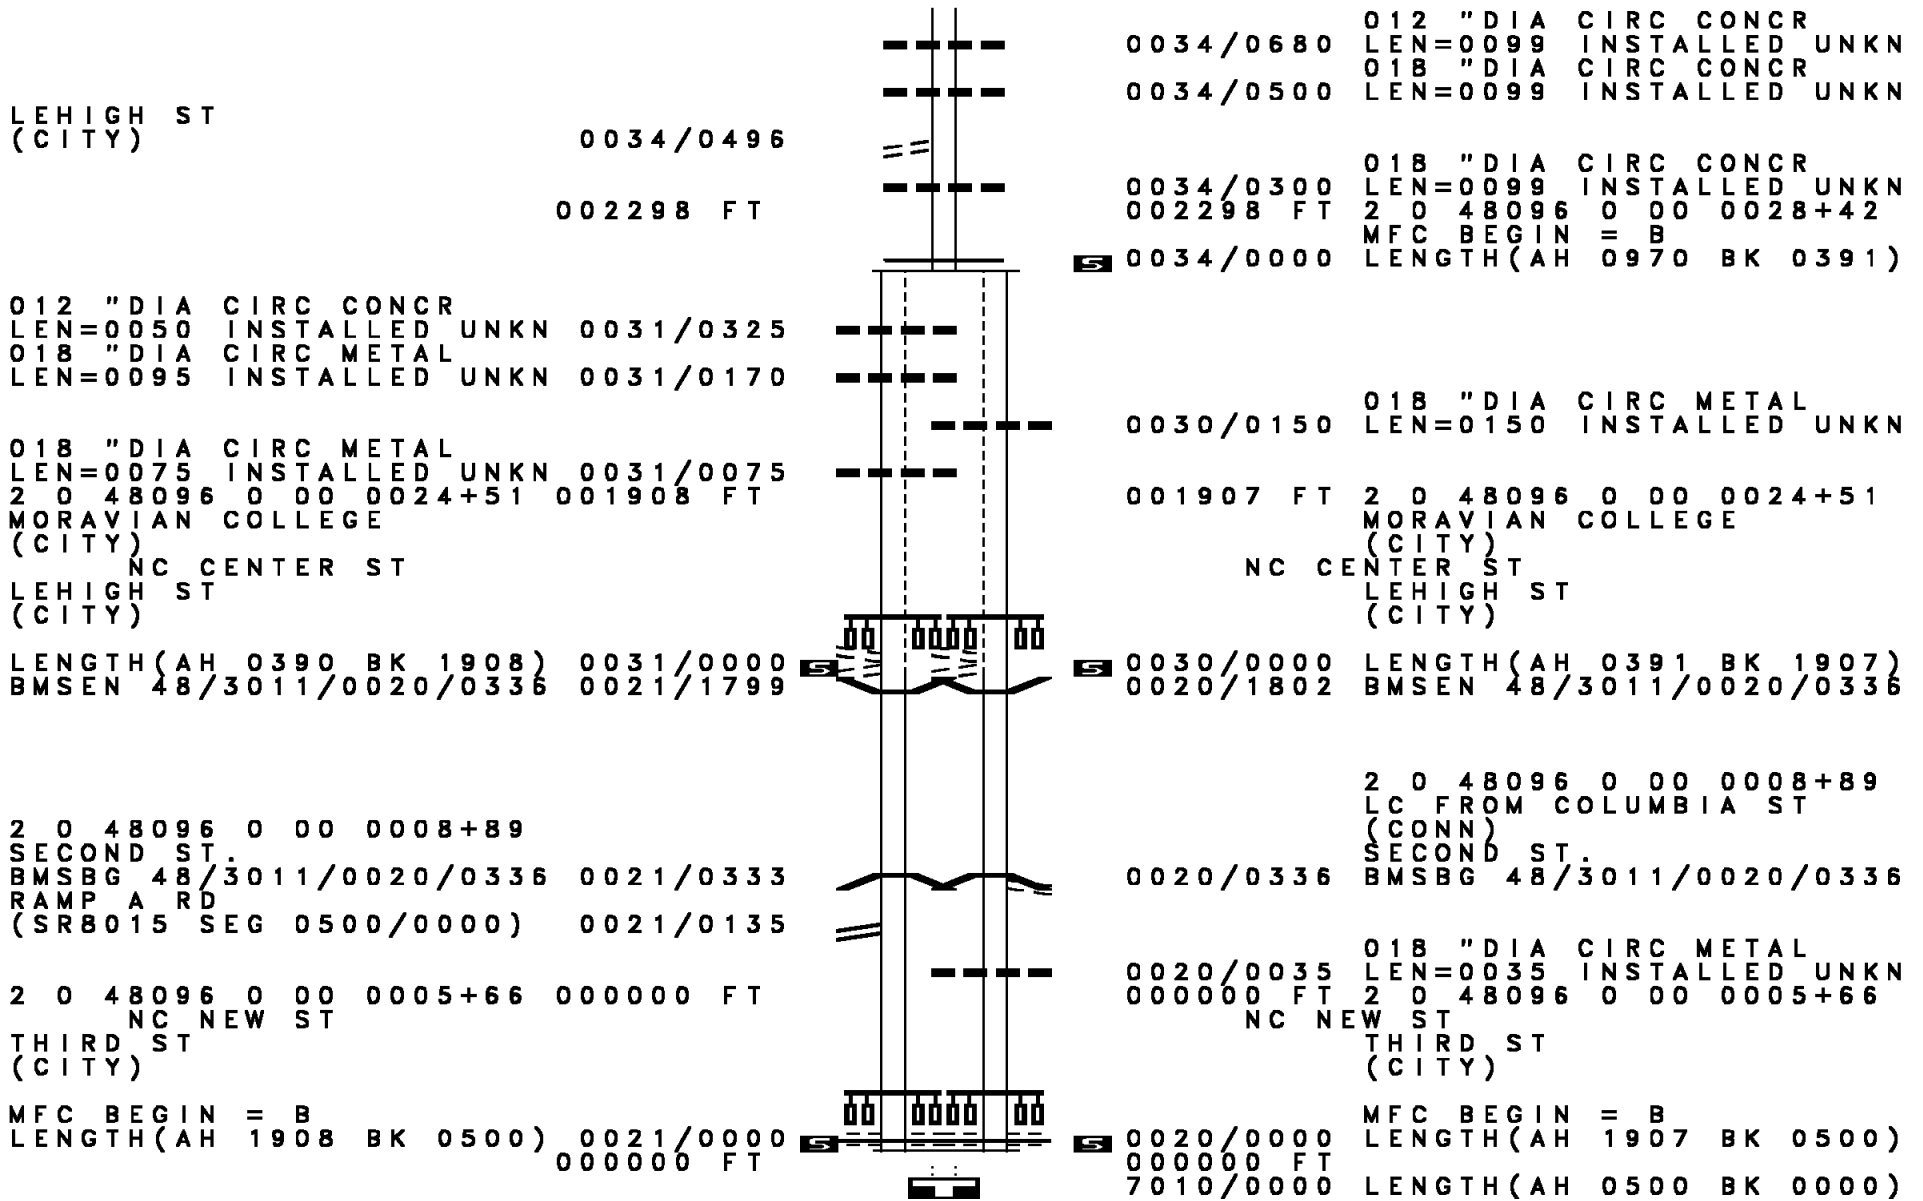 012 "DIA CIRC CONCR
0034/0680 LEN=0099 INSTALLED UNKN
018 "DIA CIRC CONCR
0034/0500 LEN=0099 INSTALLED UNKN
LEHIGH ST
(CITY) 0034/0496
018 "DIA CIRC CONCR
0034/0300 LEN=0099 INSTALLED UNKN
002298 FT 002298 FT 2 0 48096 0 00 0028+42
MFC BEGIN = B
S 0034/0000 LENGTH(AH 0970 BK 0391)
012 "DIA CIRC CONCR
LEN=0050 INSTALLED UNKN 0031/0325
018 "DIA CIRC METAL
LEN=0095 INSTALLED UNKN 0031/0170
018 "DIA CIRC METAL
0030/0150 LEN=0150 INSTALLED UNKN
018 "DIA CIRC METAL
LEN=0075 INSTALLED UNKN 0031/0075
2 0 48096 0 00 0024+51 001908 FT 001907 FT 2 0 48096 0 00 0024+51
MORAVIAN COLLEGE MORAVIAN COLLEGE
(CITY) (CITY)
NC CENTER ST NC CENTER ST
LEHIGH ST LEHIGH ST
(CITY) (CITY)
LENGTH(AH 0390 BK 1908) 0031/0000 S S 0030/0000 LENGTH(AH 0391 BK 1907)
BMSEN 48/3011/0020/0336 0021/1799 0020/1802 BMSEN 48/3011/0020/0336
2 0 48096 0 00 0008+89
LC FROM COLUMBIA ST
2 0 48096 0 00 0008+89 (CONN)
SECOND ST. SECOND ST.
BMSBG 48/3011/0020/0336 0021/0333 0020/0336 BMSBG 48/3011/0020/0336
RAMP A RD
(SR8015 SEG 0500/0000) 0021/0135
018 "DIA CIRC METAL
0020/0035 LEN=0035 INSTALLED UNKN
2 0 48096 0 00 0005+66 000000 FT 000000 FT 2 0 48096 0 00 0005+66
NC NEW ST NC NEW ST
THIRD ST THIRD ST
(CITY) (CITY)
MFC BEGIN = B MFC BEGIN = B
LENGTH(AH 1908 BK 0500) 0021/0000 S S 0020/0000 LENGTH(AH 1907 BK 0500)
000000 FT 000000 FT
7010/0000 LENGTH(AH 0500 BK 0000)